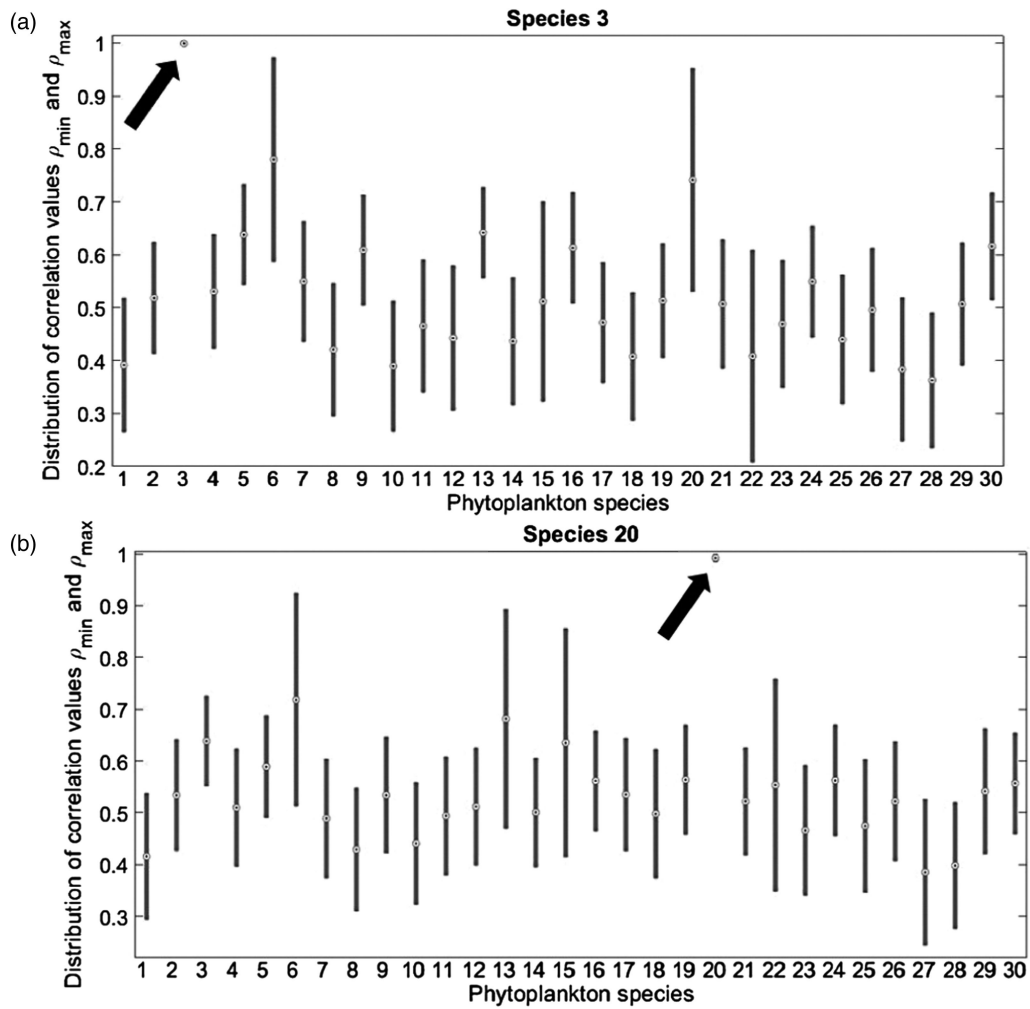 (a)
Species 3
Distribution of correlation values ρmin and ρmax
1
0.9
0.8
0.7
0.6
0.5
0.4
0.3
0.2
1 2 3 4 5 6 7 8 9 10 11 12 13 14 15 16 17 18 19 20 21 22 23 24 25 26 27 28 29 30
Phytoplankton species
(b)
Species 20
Distribution of correlation values ρmin and ρmax
1
0.9
0.8
0.7
0.6
0.5
0.4
0.3
1 2 3 4 5 6 7 8 9 10 11 12 13 14 15 16 17 18 19 20 21 22 23 24 25 26 27 28 29 30
Phytoplankton species